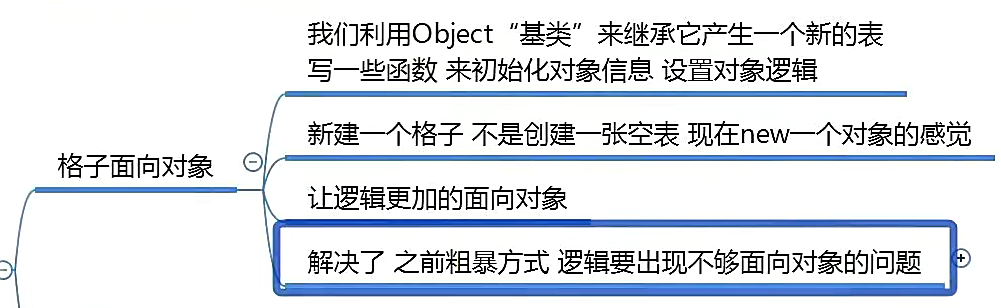 我们利用Object“基类”来继承它产生一个新的表
写一些函数 来初始化对象信息 设置对象逻辑
新建一个格子 不是创建一张空表 现在new一个对象的感觉
格子面向对象
让逻辑更加的面向对象
解决了 之前粗暴方式 逻辑要出现不够面向对象的问题